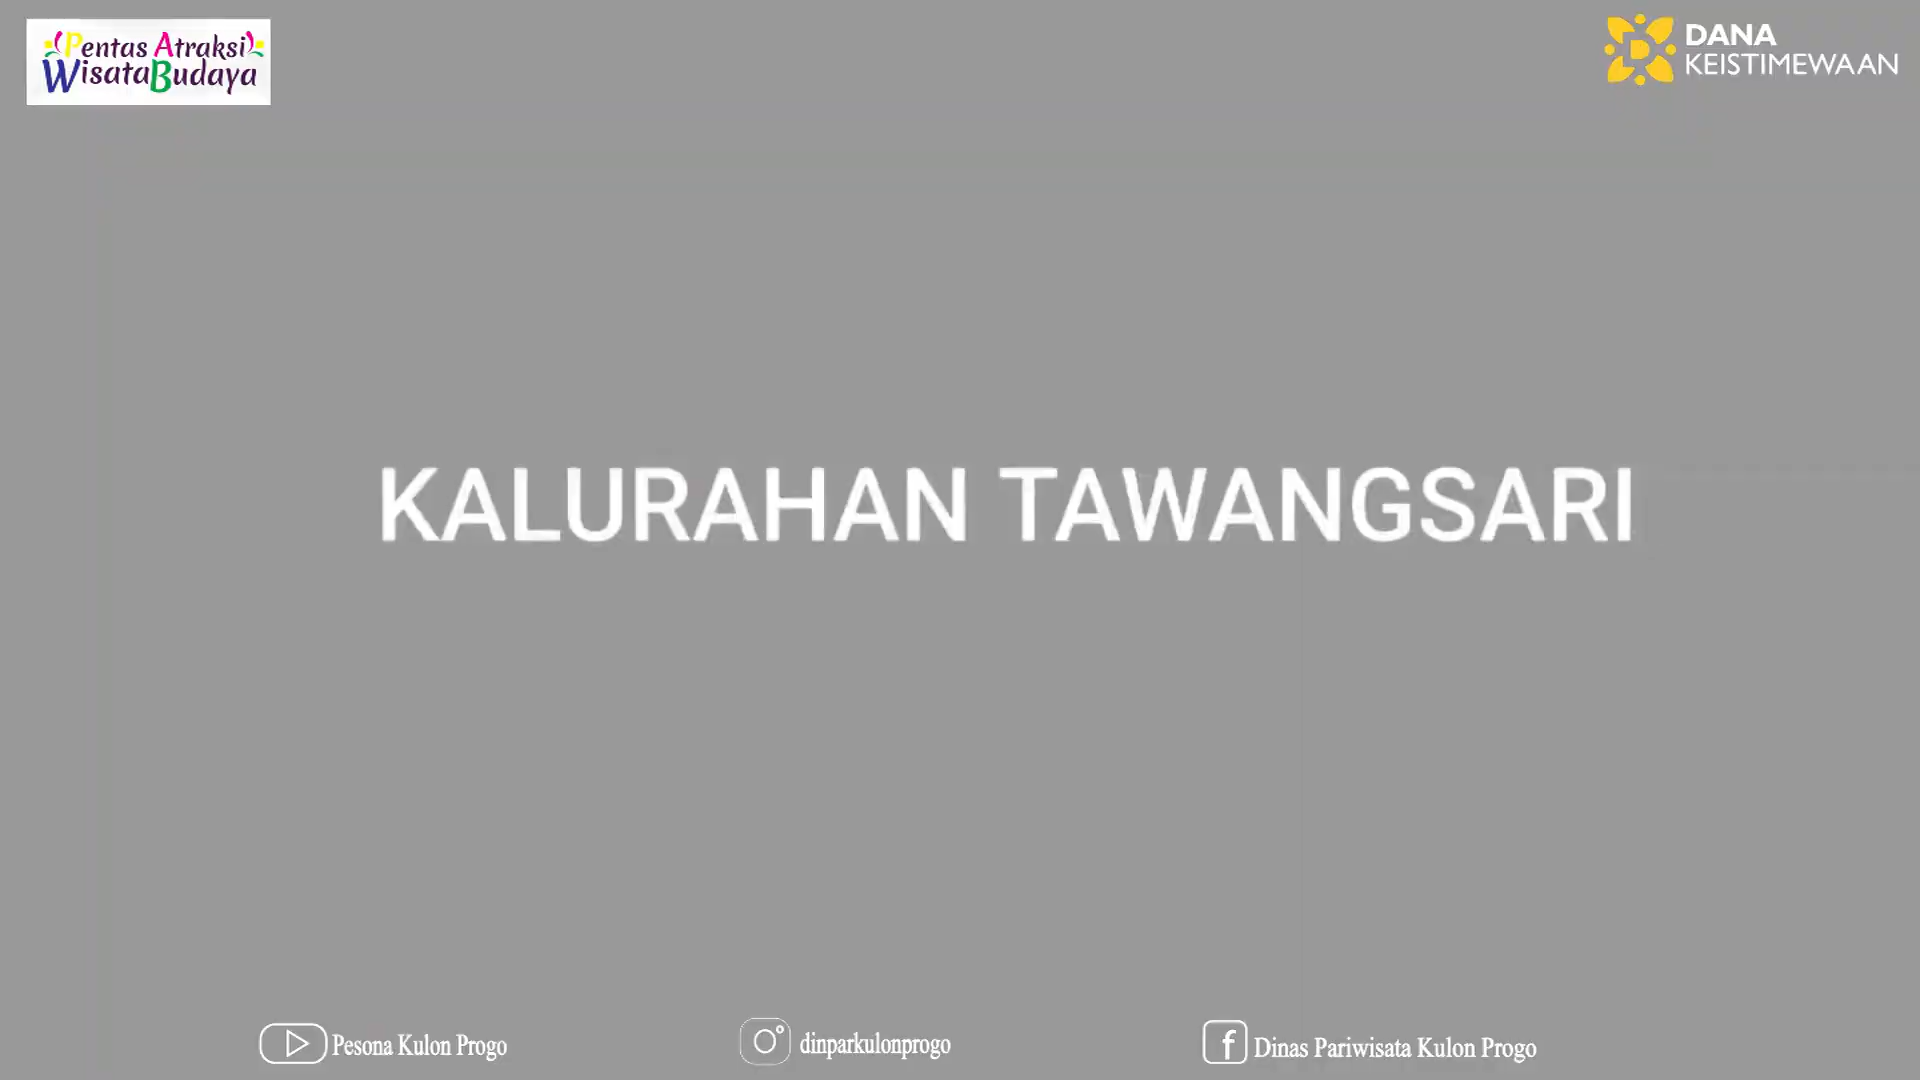 Pentas Atraksi
WisataBudaya
DANA
KEISTIMEWAAN
KALURAHAN TAWANGSARI
Pesona Kulon Progo
dinparkulonprogo
Dinas Pariwisata Kulon Progo